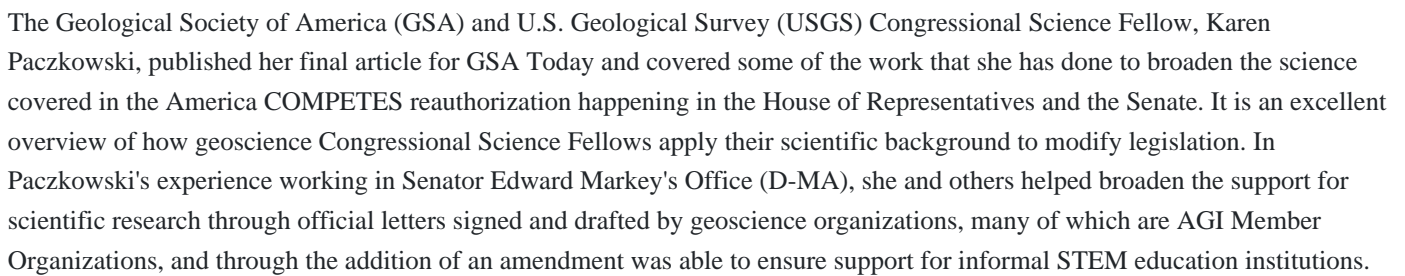 The Geological Society of America (GSA) and U.S. Geological Survey (USGS) Congressional Science Fellow, Karen
Paczkowski, published her final article for GSA Today and covered some of the work that she has done to broaden the science
covered in the America COMPETES reauthorization happening in the House of Representatives and the Senate. It is an excellent
overview of how geoscience Congressional Science Fellows apply their scientific background to modify legislation. In
Paczkowski's experience working in Senator Edward Markey's Office (D-MA), she and others helped broaden the support for
scientific research through official letters signed and drafted by geoscience organizations, many of which are AGI Member
Organizations, and through the addition of an amendment was able to ensure support for informal STEM education institutions.